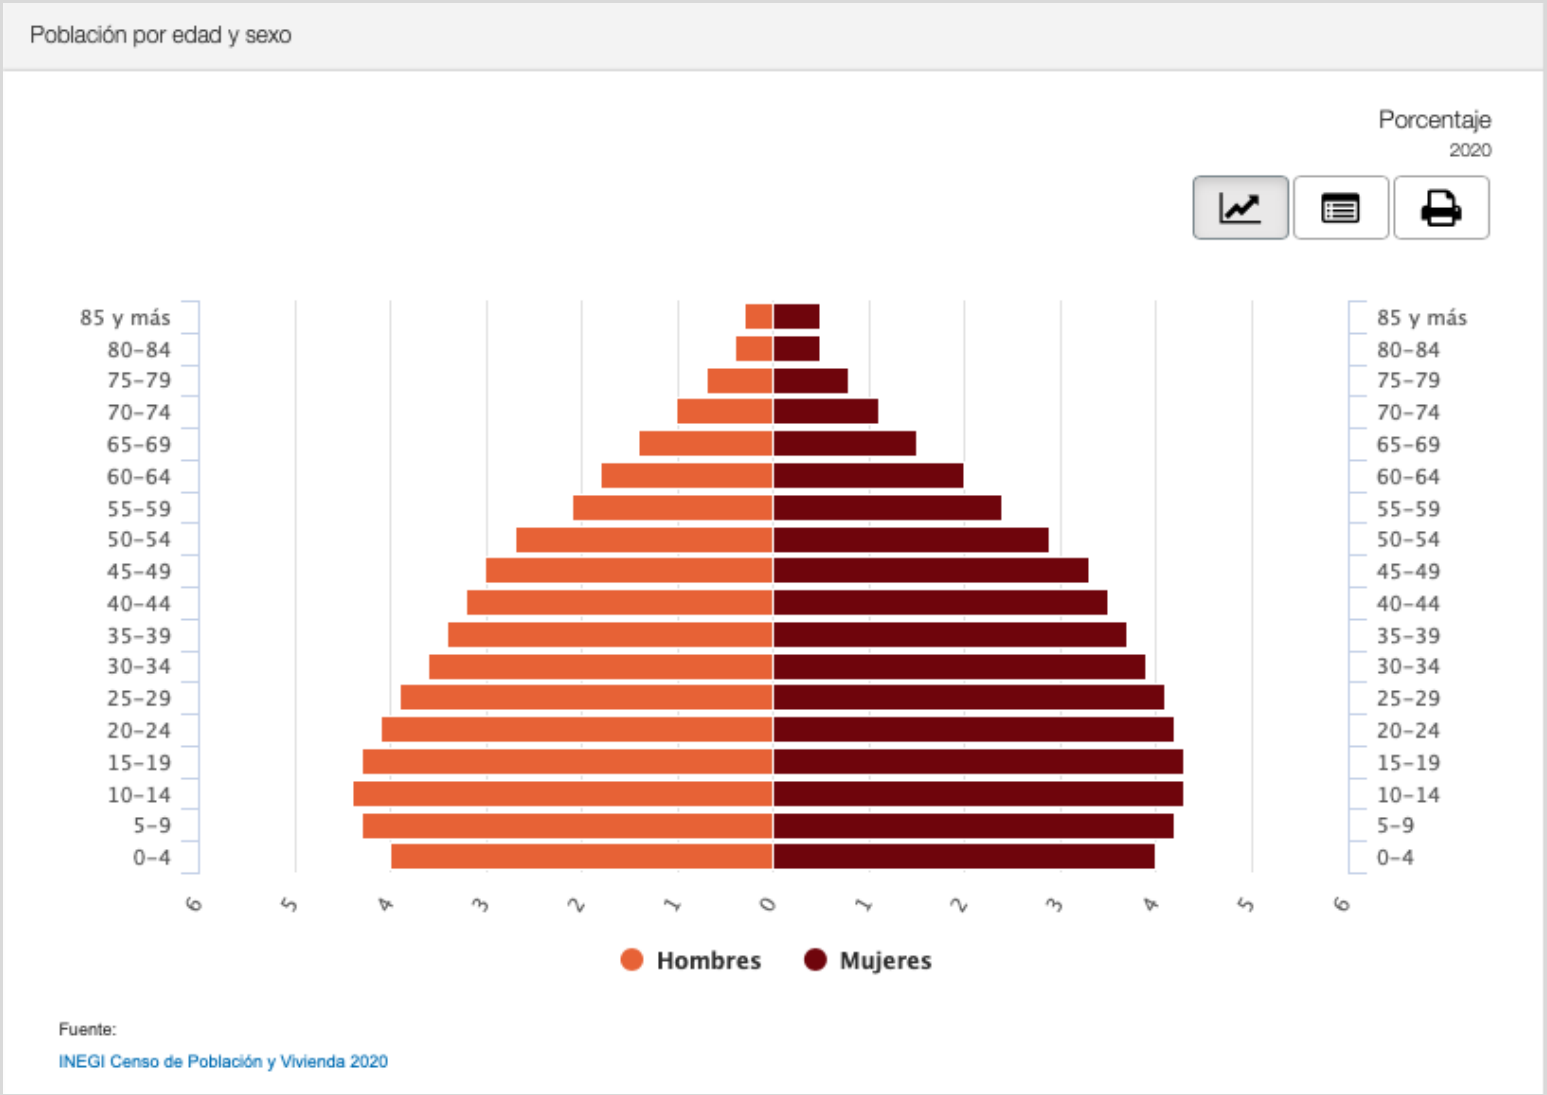 Población por edad y sexo
Porcentaje
2020
85 y más 85 y más
80-84 80-84
75-79 75-79
70-74 70-74
65-69 65-69
60-64 60-64
55-59 55-59
50-54 50-54
45-49 45-49
40-44 40-44
35-39 35-39
30-34 30-34
25-29 25-29
20-24 20-24
15-19 15-19
10-14 10-14
5-9 5-9
0-4 0-4
6 5 4 3 2 1 0 1 2 3 4 5 6
Hombres Mujeres
Fuente:
INEGI Censo de Población y Vivienda 2020